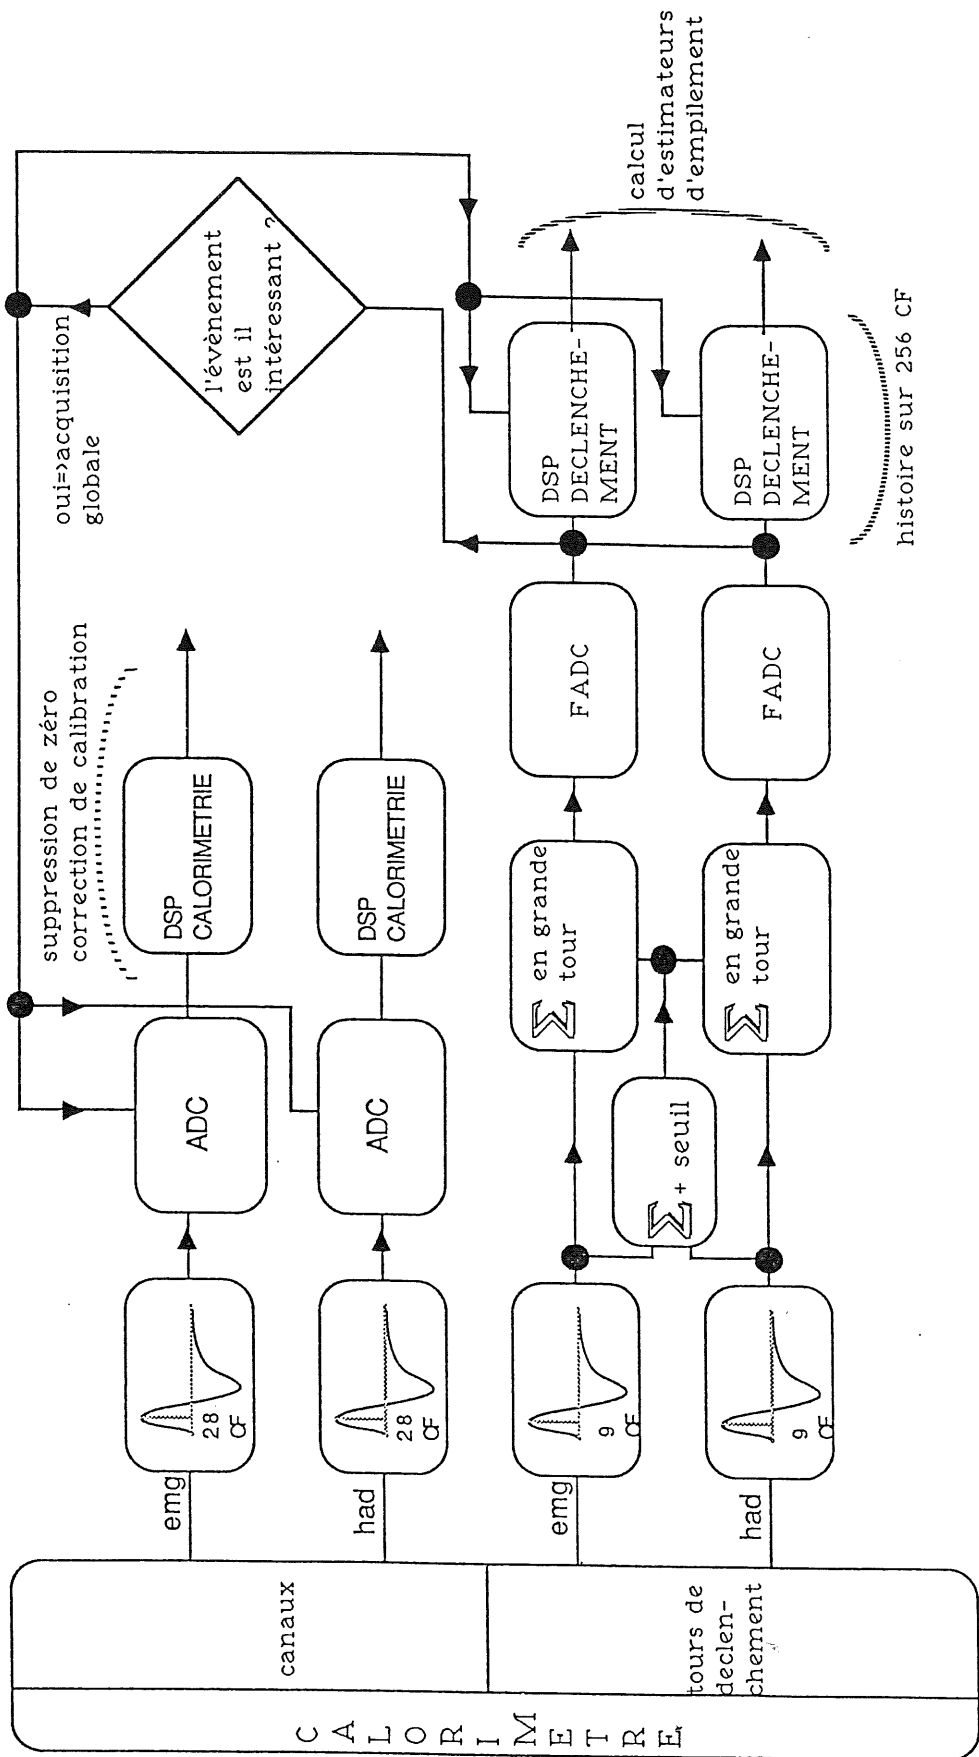 CALORIMETRE
canaux
tours de
declen-
chement
emg
had
emg
had
28
CF
28
CF
9
CF
9
CF
ADC
ADC
Σ + seuil
Σ en grande
tour
Σ en grande
tour
suppression de zéro
correction de calibration
DSP
CALORIMETRIE
DSP
CALORIMETRIE
FADC
FADC
DSP
DECLENCHE-
MENT
DSP
DECLENCHE-
MENT
oui=>acquisition
globale
l'évènement
est il
intéressant ?
histoire sur 256 CF
calcul
d'estimateurs
d'empilement